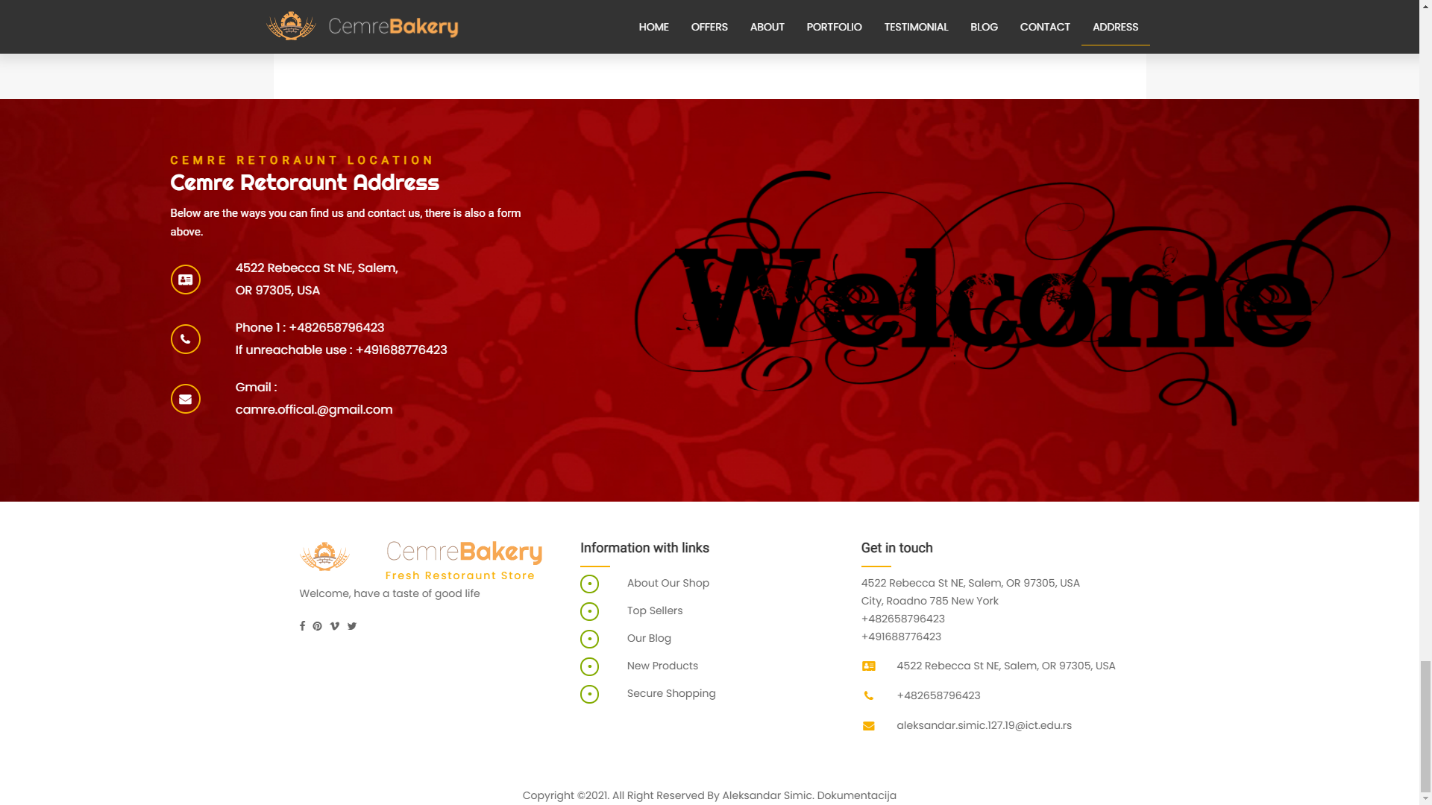 CemreBakery
HOME
OFFERS
ABOUT
PORTFOLIO
TESTIMONIAL
BLOG
CONTACT
ADDRESS
CEMRE RETORAUNT LOCATION
Cemre Retoraunt Address
Below are the ways you can find us and contact us, there is also a form
above.
4522 Rebecca St NE, Salem,
OR 97305, USA
Phone 1 : +482658796423
If unreachable use : +491688776423
Gmail :
camre.offical.@gmail.com
Welcome
CemreBakery
Fresh Restoraunt Store
Welcome, have a taste of good life
Information with links
About Our Shop
Top Sellers
Our Blog
New Products
Secure Shopping
Get in touch
4522 Rebecca St NE, Salem, OR 97305, USA
City, Roadno 785 New York
+482658796423
+491688776423
4522 Rebecca St NE, Salem, OR 97305, USA
+482658796423
aleksandar.simic.127.19@ict.edu.rs
Copyright ©2021. All Right Reserved By Aleksandar Simic. Dokumentacija